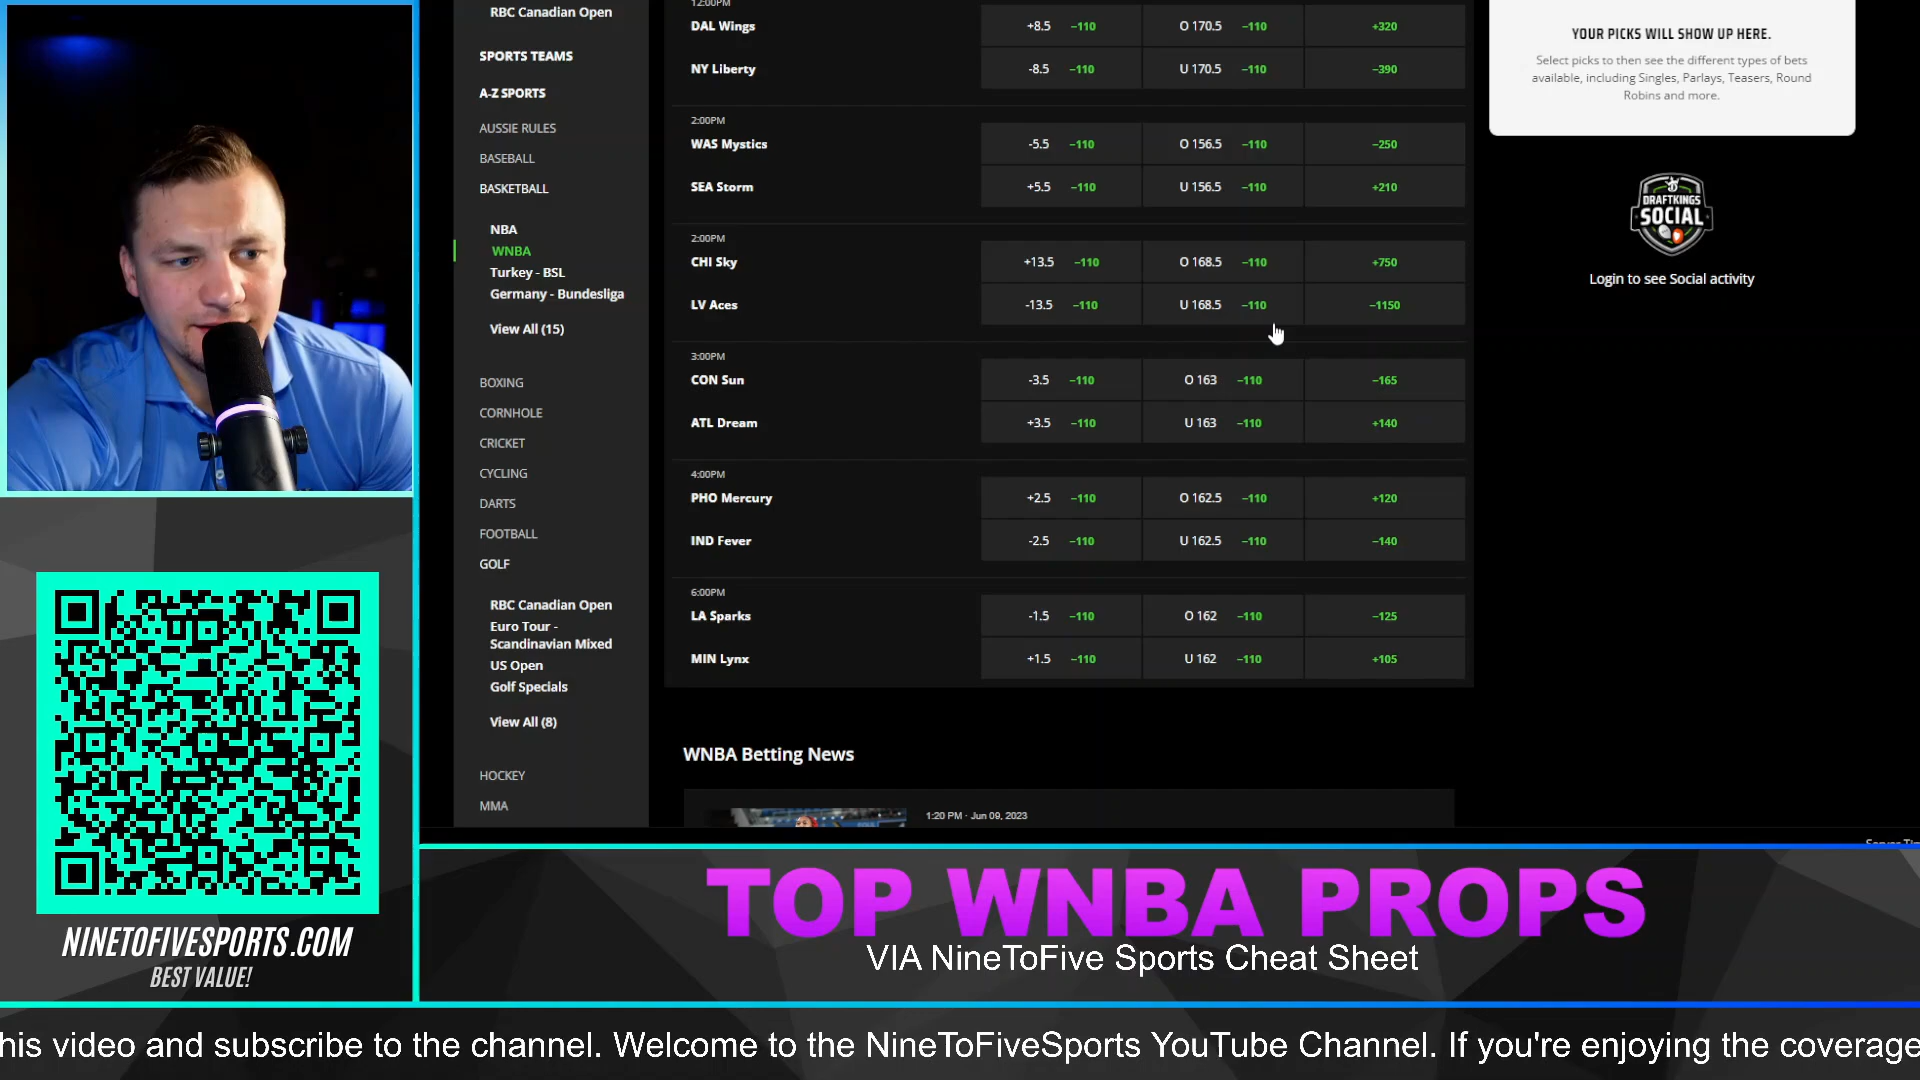 RBC Canadian Open
SPORTS TEAMS
A-Z SPORTS
AUSSIE RULES
BASEBALL
BASKETBALL
NBA
WNBA
Turkey - BSL
Germany - Bundesliga
View All (15)
BOXING
CORNHOLE
CRICKET
CYCLING
DARTS
FOOTBALL
GOLF
RBC Canadian Open
Euro Tour -
Scandinavian Mixed
US Open
Golf Specials
View All (8)
HOCKEY
MMA
12:00PM
DAL Wings +8.5 −110 O 170.5 −110 +320
NY Liberty -8.5 −110 U 170.5 −110 −390
2:00PM
WAS Mystics -5.5 −110 O 156.5 −110 −250
SEA Storm +5.5 −110 U 156.5 −110 +210
2:00PM
CHI Sky +13.5 −110 O 168.5 −110 +750
LV Aces -13.5 −110 U 168.5 −110 −1150
3:00PM
CON Sun -3.5 −110 O 163 −110 −165
ATL Dream +3.5 −110 U 163 −110 +140
4:00PM
PHO Mercury +2.5 −110 O 162.5 −110 +120
IND Fever -2.5 −110 U 162.5 −110 −140
6:00PM
LA Sparks -1.5 −110 O 162 −110 −125
MIN Lynx +1.5 −110 U 162 −110 +105
WNBA Betting News
1:20 PM · Jun 09, 2023
YOUR PICKS WILL SHOW UP HERE.
Select picks to then see the different types of bets
available, including Singles, Parlays, Teasers, Round
Robins and more.
DRAFTKINGS
SOCIAL
Login to see Social activity
NINETOFIVESPORTS.COM
BEST VALUE!
TOP WNBA PROPS
VIA NineToFive Sports Cheat Sheet
his video and subscribe to the channel. Welcome to the NineToFiveSports YouTube Channel. If you're enjoying the coverage